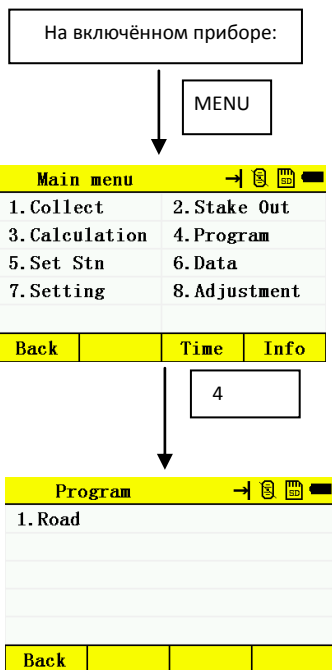 На включённом приборе:
MENU
Main menu
1.Collect 2.Stake Out
3.Calculation 4.Program
5.Set Stn 6.Data
7.Setting 8.Adjustment
Back Time Info
4
Program
1.Road
Back